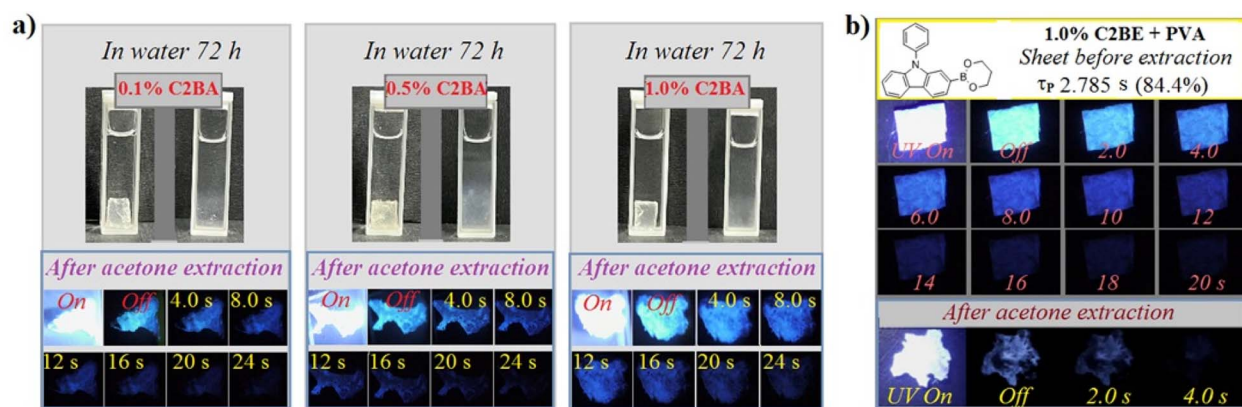 a)
In water 72 h
0.1% C2BA
After acetone extraction
On Off 4.0 s 8.0 s
12 s 16 s 20 s 24 s
In water 72 h
0.5% C2BA
After acetone extraction
On Off 4.0 s 8.0 s
12 s 16 s 20 s 24 s
In water 72 h
1.0% C2BA
After acetone extraction
On Off 4.0 s 8.0 s
12 s 16 s 20 s 24 s
b)
1.0% C2BE + PVA
Sheet before extraction
τP 2.785 s (84.4%)
N
O
B
O
UV On Off 2.0 4.0
6.0 8.0 10 12
14 16 18 20 s
After acetone extraction
UV On Off 2.0 s 4.0 s